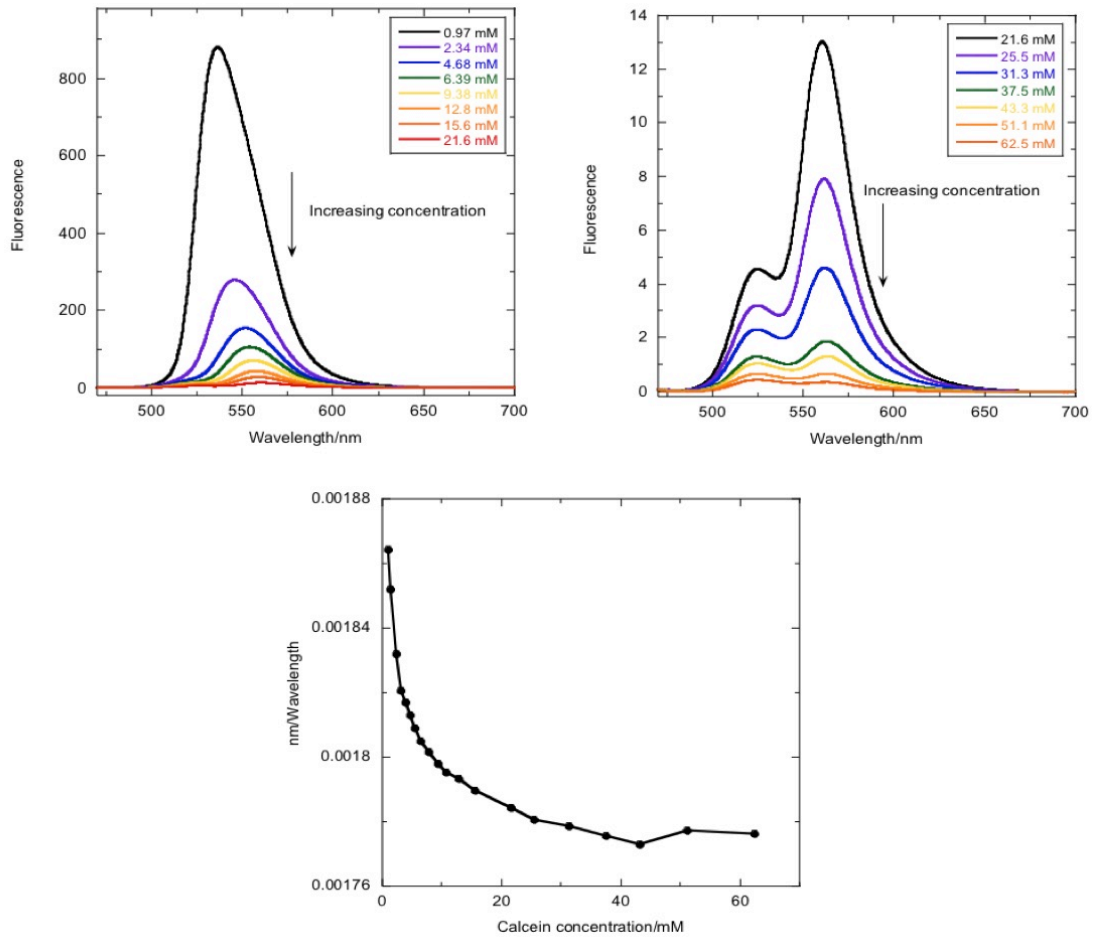 0.97 mM
2.34 mM
4.68 mM
6.39 mM
9.38 mM
12.8 mM
15.6 mM
21.6 mM
Increasing concentration
Fluorescence
800
600
400
200
0
500
550
600
650
700
Wavelength/nm
21.6 mM
25.5 mM
31.3 mM
37.5 mM
43.3 mM
51.1 mM
62.5 mM
Increasing concentration
Fluorescence
14
12
10
8
6
4
2
0
500
550
600
650
700
Wavelength/nm
nm/Wavelength
0.00188
0.00184
0.0018
0.00176
0
20
40
60
Calcein concentration/mM